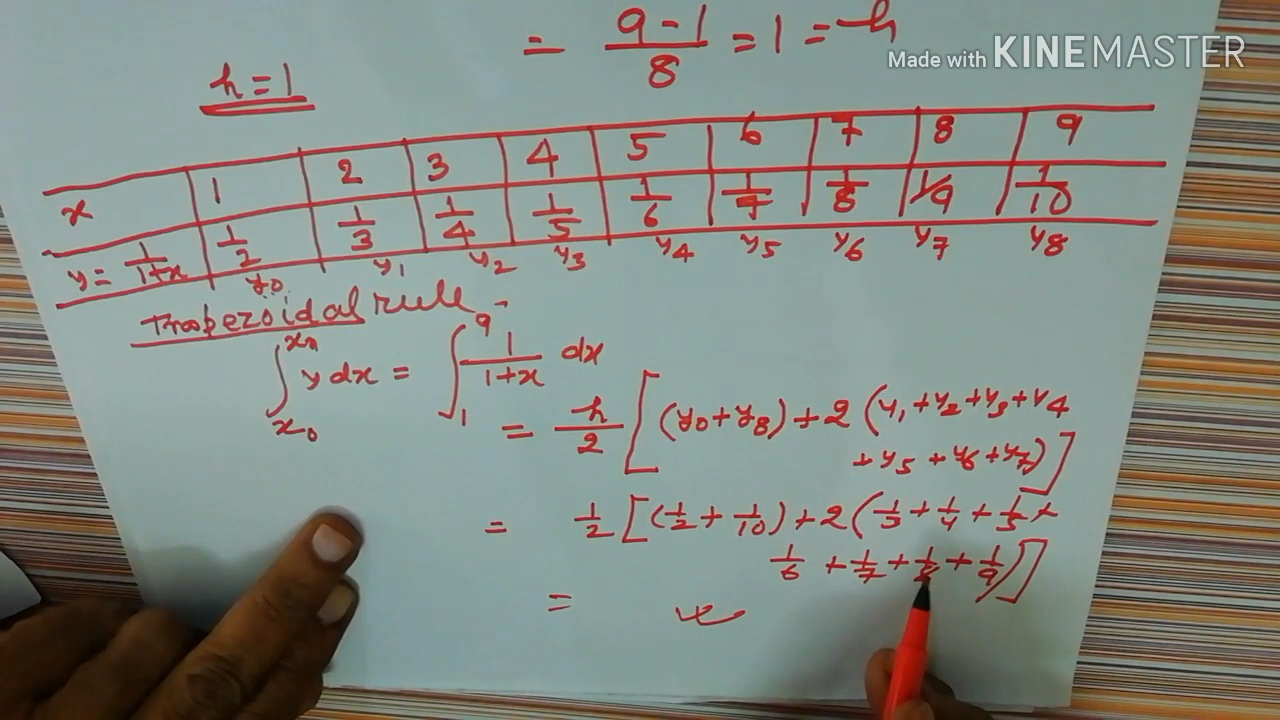 = 9-1/8 = 1 = h
Made with KINEMASTER
h = 1
x 1 2 3 4 5 6 7 8 9
y = 1/1+x 1/2 1/3 1/4 1/5 1/6 1/7 1/8 1/9 1/10
y0 y1 y2 y3 y4 y5 y6 y7 y8
Trapezoidal rule -
∫x0^xn y dx = ∫1^9 1/1+x dx
= h/2 [(y0+y8)+2(y1+y2+y3+y4
+y5+y6+y7)]
= 1/2 [(1/2+1/10)+2(1/3+1/4+1/5+
1/6+1/7+1/8+1/9)]
=